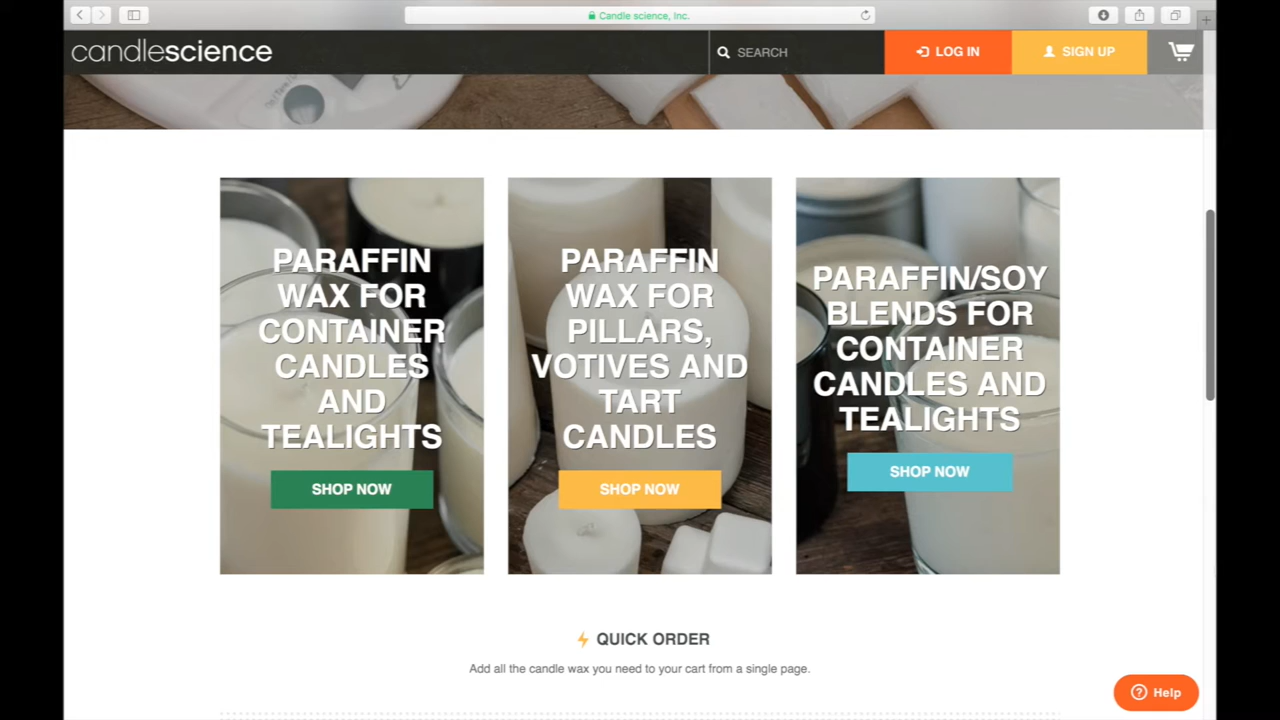 Candle science, Inc.
candlescience
SEARCH
LOG IN
SIGN UP
PARAFFIN
WAX FOR
CONTAINER
CANDLES
AND
TEALIGHTS
SHOP NOW
PARAFFIN
WAX FOR
PILLARS,
VOTIVES AND
TART
CANDLES
SHOP NOW
PARAFFIN/SOY
BLENDS FOR
CONTAINER
CANDLES AND
TEALIGHTS
SHOP NOW
QUICK ORDER
Add all the candle wax you need to your cart from a single page.
Help